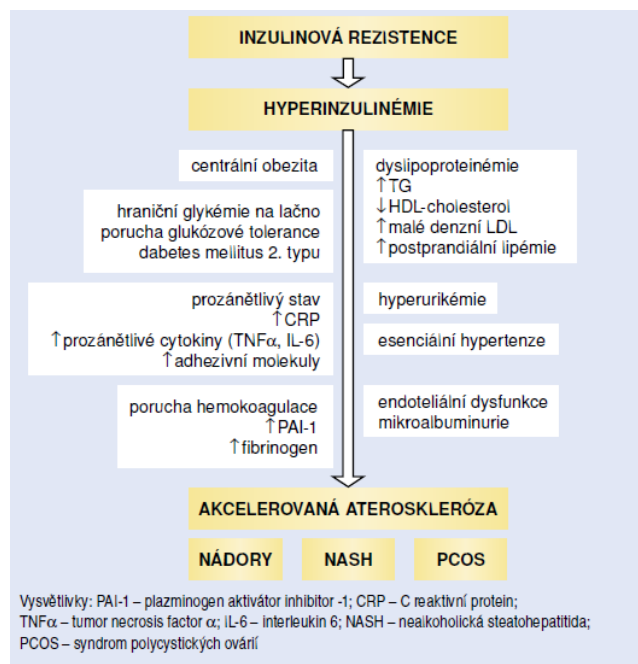 INZULINOVÁ REZISTENCE
HYPERINZULINÉMIE
centrální obezita
hraniční glykémie na lačno
porucha glukózové tolerance
dabetes mellitus 2. typu
prozánětlivý stav
↑CRP
↑prozánětlivé cytokiny (TNFα, IL-6)
↑adhezivní molekuly
porucha hemokoagulace
↑PAI-1
↑fibrinogen
dyslipoproteinémie
↑TG
↓HDL-cholesterol
↑malé denzní LDL
↑postprandiální lipémie
hyperurikémie
esenciální hypertenze
endoteliální dysfunkce
mikroalbuminurie
AKCELEROVANÁ ATEROSKLERÓZA
NÁDORY
NASH
PCOS
Vysvětlivky: PAI-1 – plazminogen aktivátor inhibitor -1; CRP – C reaktivní protein;
TNFα – tumor necrosis factor α; IL-6 – interleukin 6; NASH – nealkoholická steatohepatitida;
PCOS – syndrom polycystických ovárií